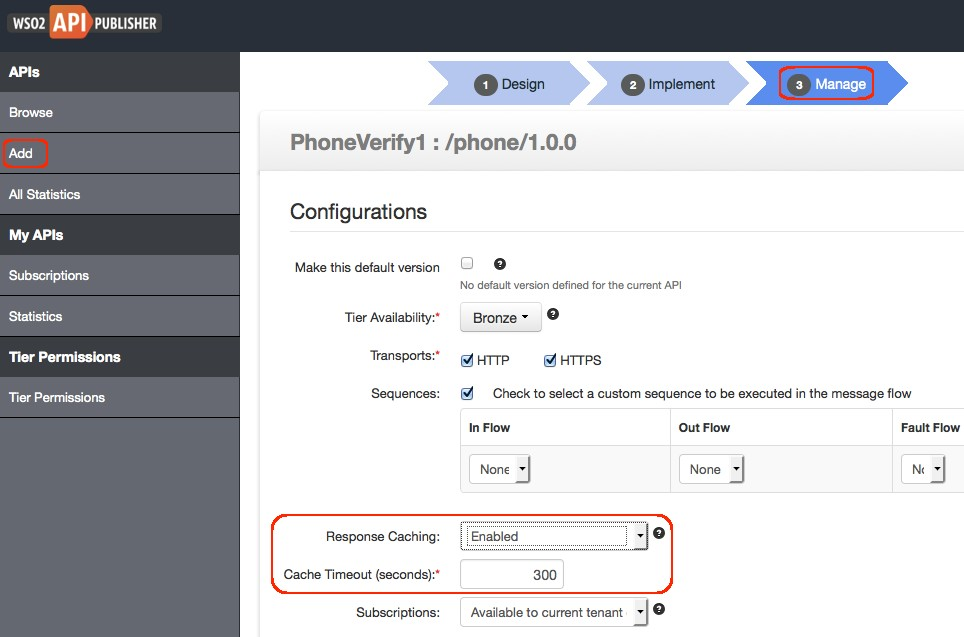 WSO2 API PUBLISHER
APIs
Browse
Add
All Statistics
My APIs
Subscriptions
Statistics
Tier Permissions
Tier Permissions
1 Design 2 Implement 3 Manage
PhoneVerify1 : /phone/1.0.0
Configurations
Make this default version ?
No default version defined for the current API
Tier Availability:* Bronze ?
Transports:* HTTP HTTPS
Sequences: Check to select a custom sequence to be executed in the message flow
In Flow Out Flow Fault Flow
None None
Response Caching: Enabled ?
Cache Timeout (seconds):* 300
Subscriptions: Available to current tenant ?